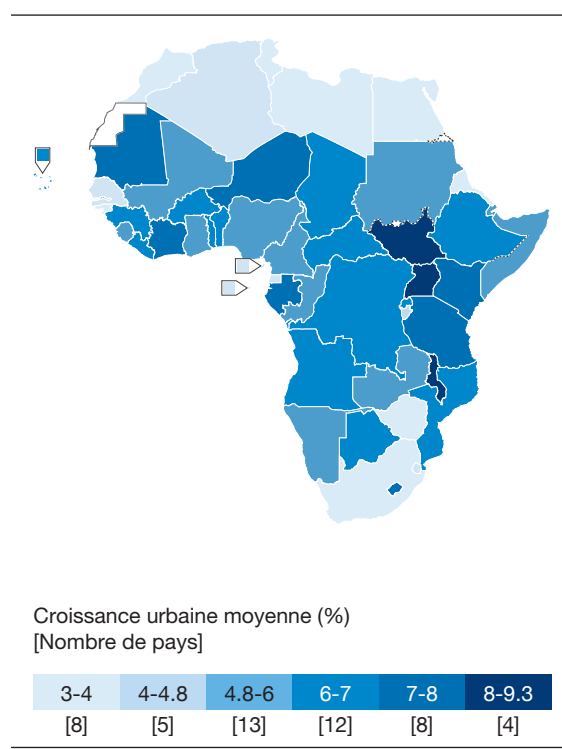 Croissance urbaine moyenne (%)
[Nombre de pays]
3-4 4-4.8 4.8-6 6-7 7-8 8-9.3
[8] [5] [13] [12] [8] [4]